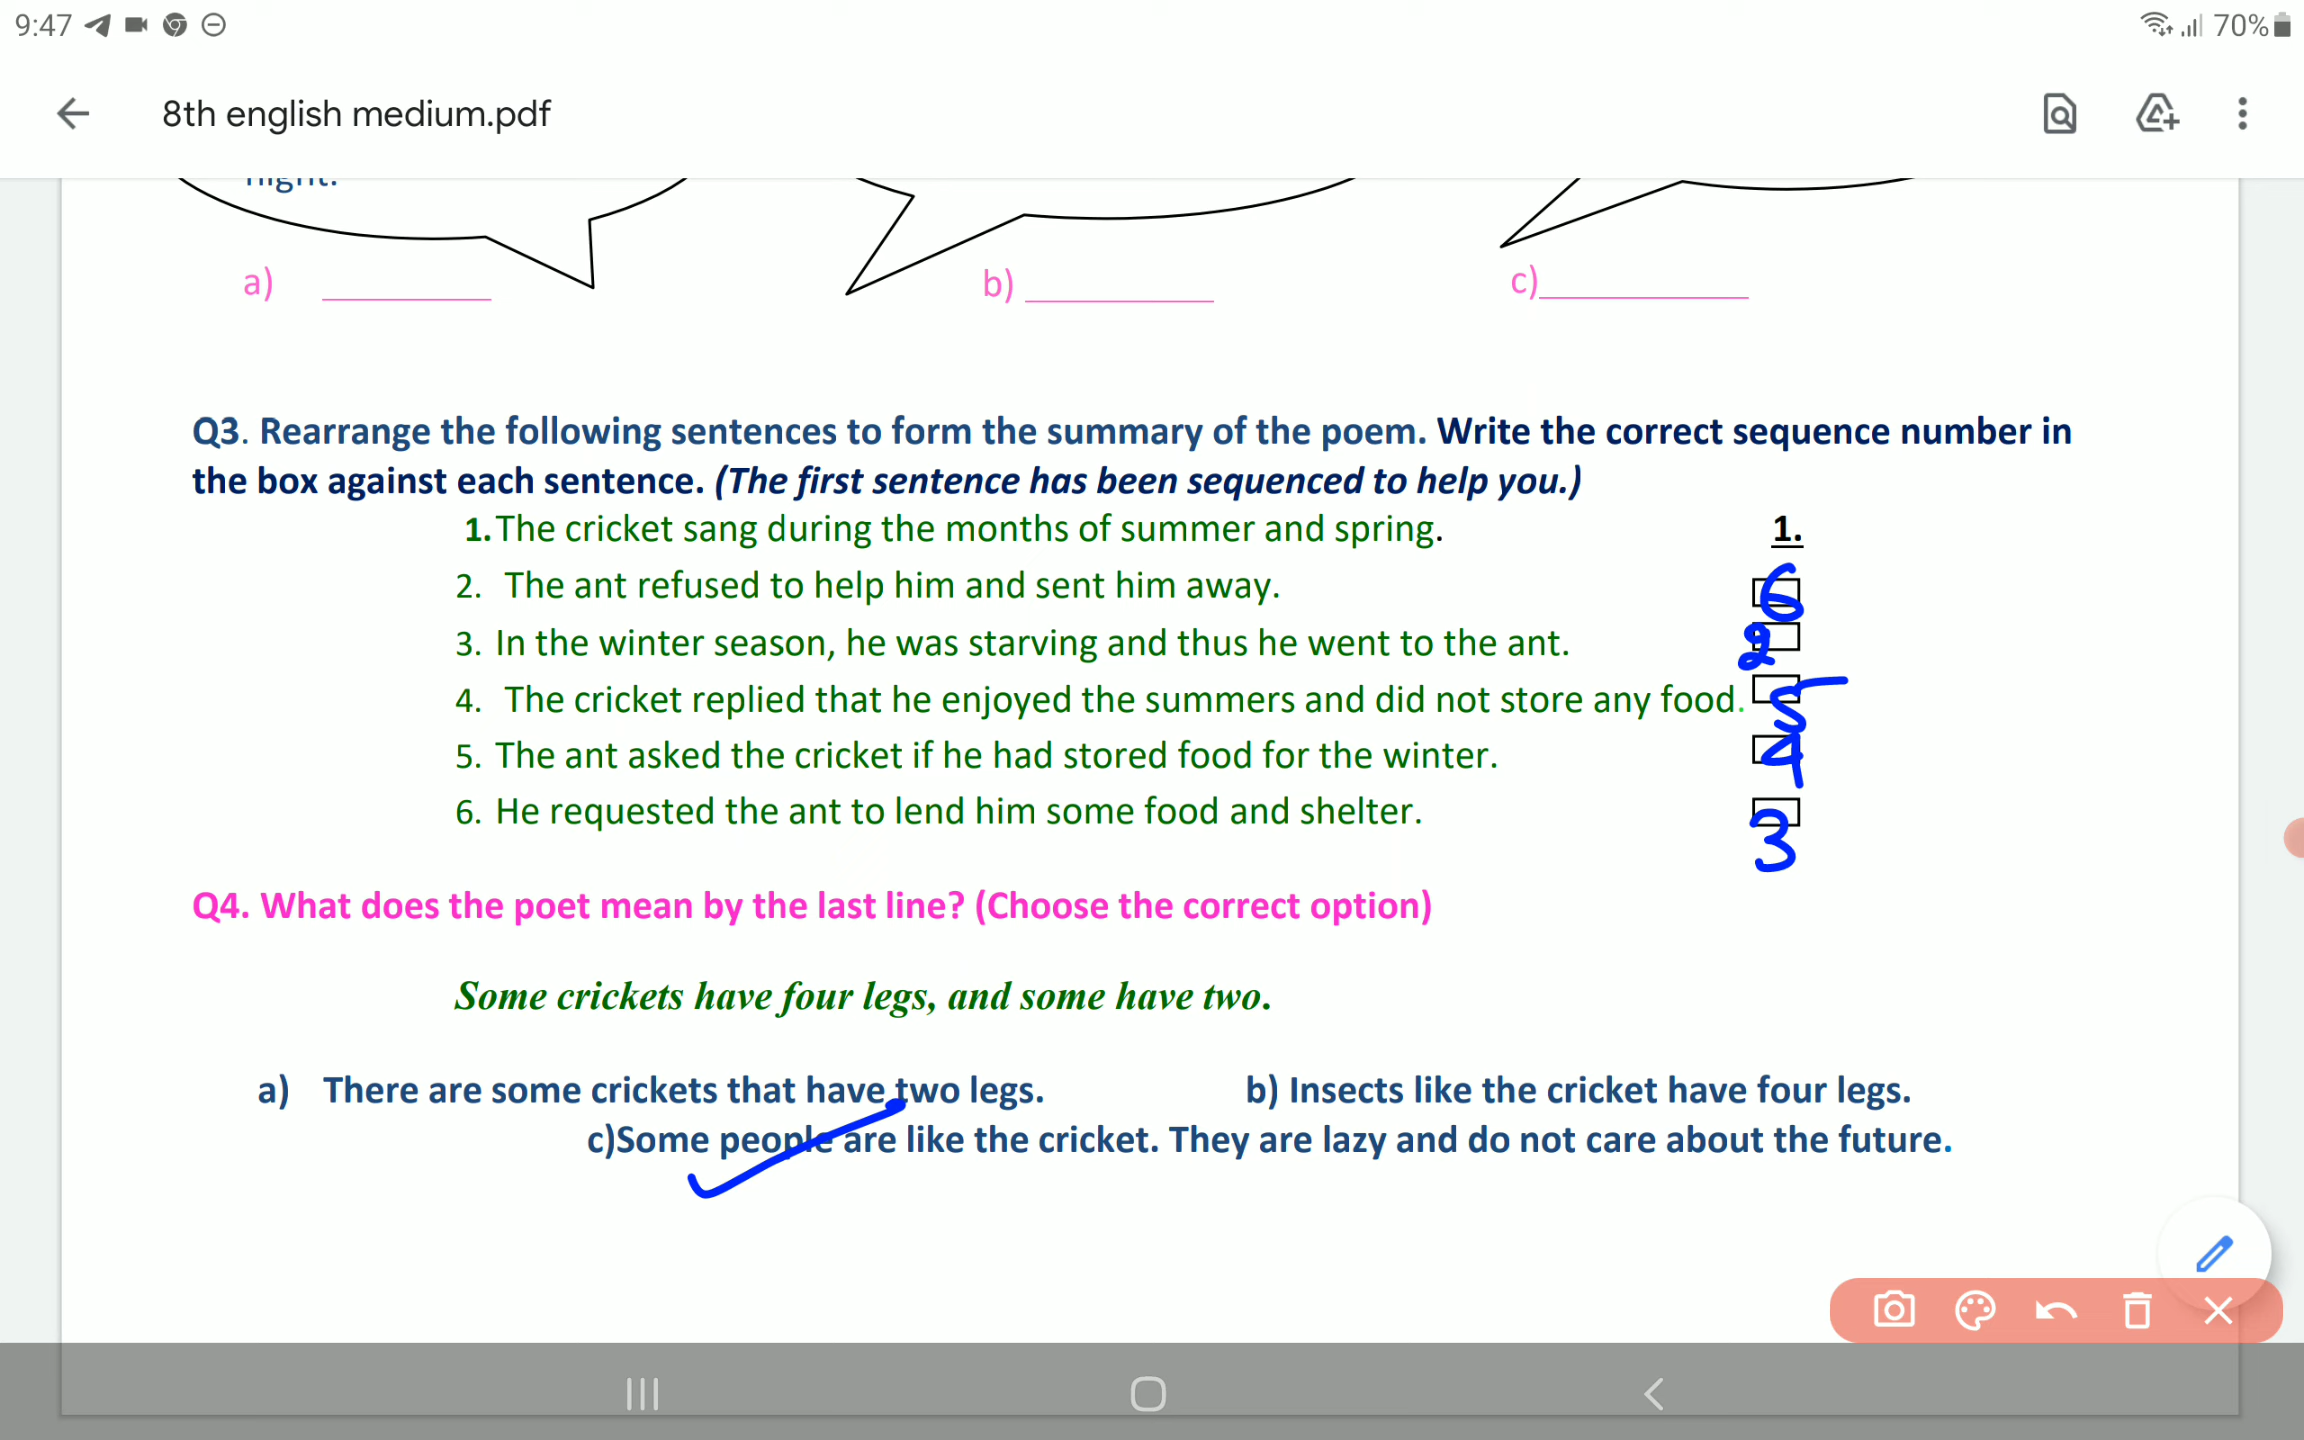 9:47 70%
8th english medium.pdf
night.
a) __________ b) __________ c)__________
Q3. Rearrange the following sentences to form the summary of the poem. Write the correct sequence number in
the box against each sentence. (The first sentence has been sequenced to help you.)
1. The cricket sang during the months of summer and spring. 1.
2. The ant refused to help him and sent him away. 6
3. In the winter season, he was starving and thus he went to the ant. 2
4. The cricket replied that he enjoyed the summers and did not store any food. 5
5. The ant asked the cricket if he had stored food for the winter. 4
6. He requested the ant to lend him some food and shelter. 3
Q4. What does the poet mean by the last line? (Choose the correct option)
Some crickets have four legs, and some have two.
a) There are some crickets that have two legs. b) Insects like the cricket have four legs.
c)Some people are like the cricket. They are lazy and do not care about the future.